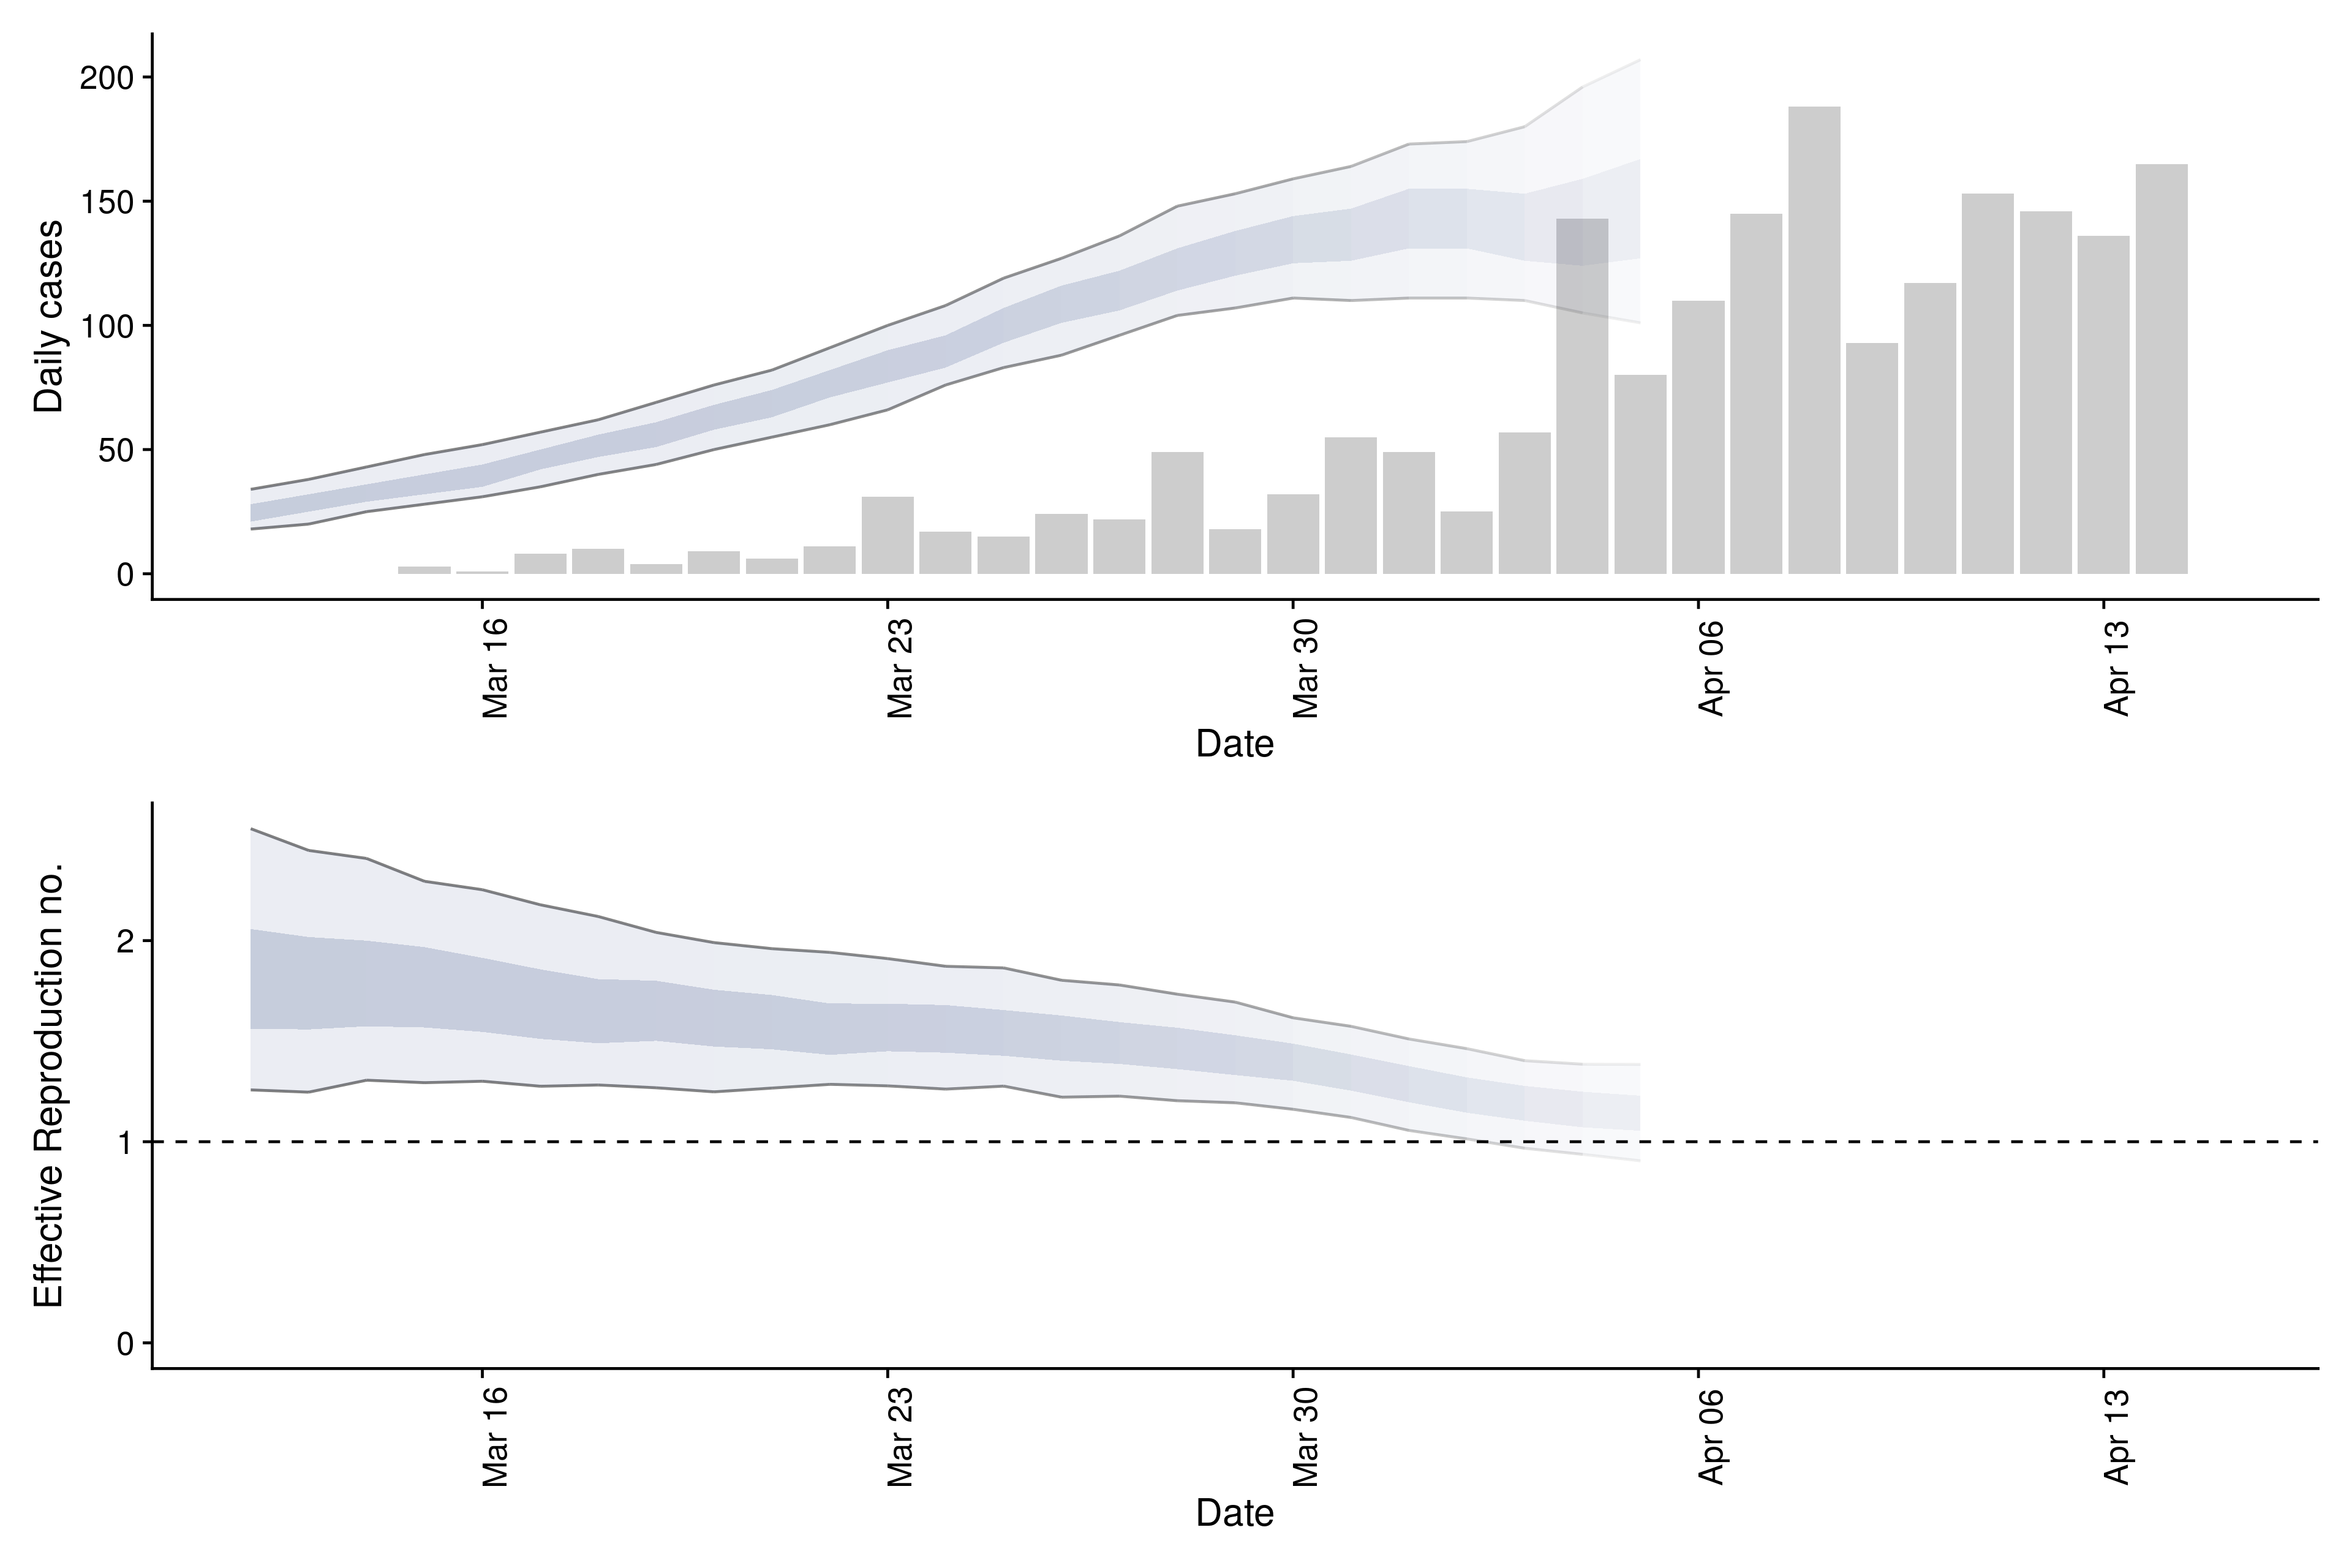 Daily cases
200
150
100
50
0
Mar 16
Mar 23
Mar 30
Apr 06
Apr 13
Date
Effective Reproduction no.
2
1
0
Mar 16
Mar 23
Mar 30
Apr 06
Apr 13
Date